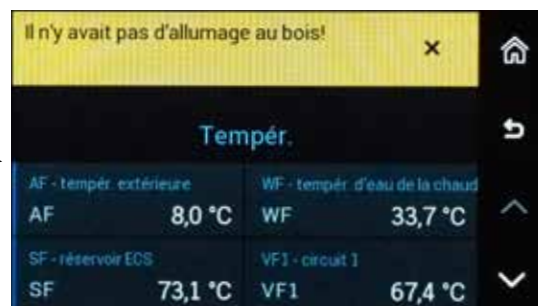 Il n'y avait pas d'allumage au bois!
Tempér.
AF - tempér. extérieure
AF 8,0 °C
WF - tempér. d'eau de la chaud
WF 33,7 °C
SF - réservoir ECS
SF 73,1 °C
VF1 - circuit 1
VF1 67,4 °C